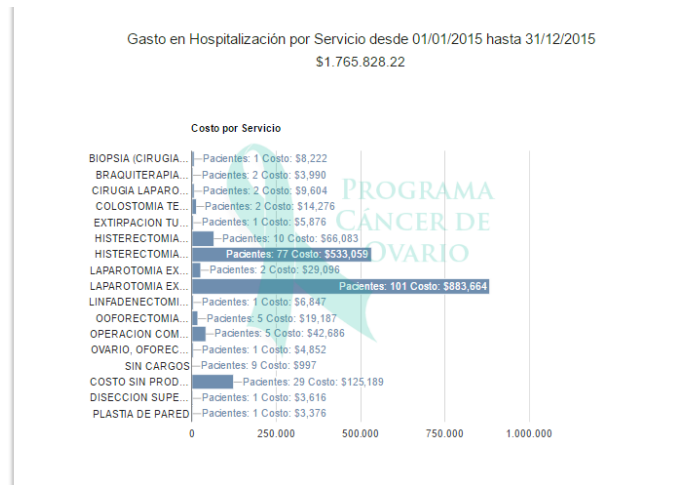 Gasto en Hospitalización por Servicio desde 01/01/2015 hasta 31/12/2015
$1.765.828.22
Costo por Servicio
BIOPSIA (CIRUGIA... Pacientes: 1 Costo: $8,222
BRAQUITERAPIA... Pacientes: 2 Costo: $3,990
CIRUGIA LAPARO... Pacientes: 2 Costo: $9,604
COLOSTOMIA TE... Pacientes: 2 Costo: $14,276
EXTIRPACION TU... Pacientes: 1 Costo: $5,876
HISTERECTOMIA... Pacientes: 10 Costo: $66,083
HISTERECTOMIA... Pacientes: 77 Costo: $533,059
LAPAROTOMIA EX... Pacientes: 2 Costo: $29,096
LAPAROTOMIA EX... Pacientes: 101 Costo: $883,664
LINFADENECTOMI... Pacientes: 1 Costo: $6,847
OOFORECTOMIA... Pacientes: 5 Costo: $19,187
OPERACION COM... Pacientes: 5 Costo: $42,686
OVARIO, OFOREC... Pacientes: 1 Costo: $4,852
SIN CARGOS Pacientes: 9 Costo: $997
COSTO SIN PROD... Pacientes: 29 Costo: $125,189
DISECCION SUPE... Pacientes: 1 Costo: $3,616
PLASTIA DE PARED Pacientes: 1 Costo: $3,376
0 250.000 500.000 750.000 1.000.000
PROGRAMA
CÁNCER DE
OVARIO